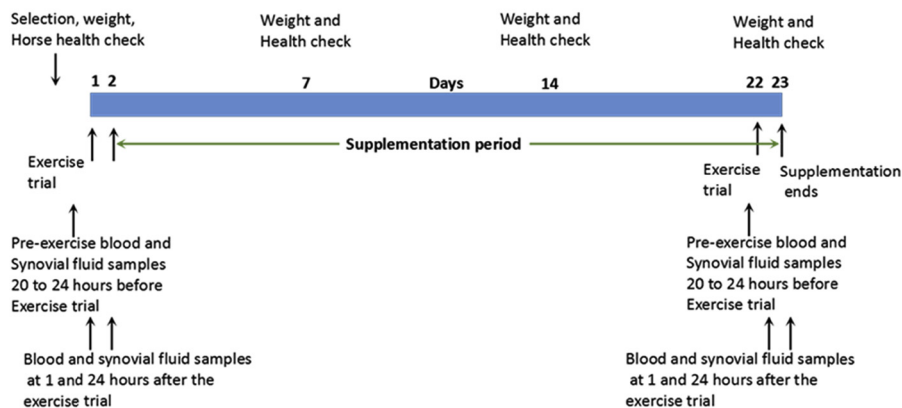 Selection, weight,
Horse health check
Weight and
Health check
Weight and
Health check
Weight and
Health check
1 2 7 Days 14 22 23
Supplementation period
Exercise
trial
Exercise
trial
Supplementation
ends
Pre-exercise blood and
Synovial fluid samples
20 to 24 hours before
Exercise trial
Pre-exercise blood and
Synovial fluid samples
20 to 24 hours before
Exercise trial
Blood and synovial fluid samples
at 1 and 24 hours after the
exercise trial
Blood and synovial fluid samples
at 1 and 24 hours after the
exercise trial